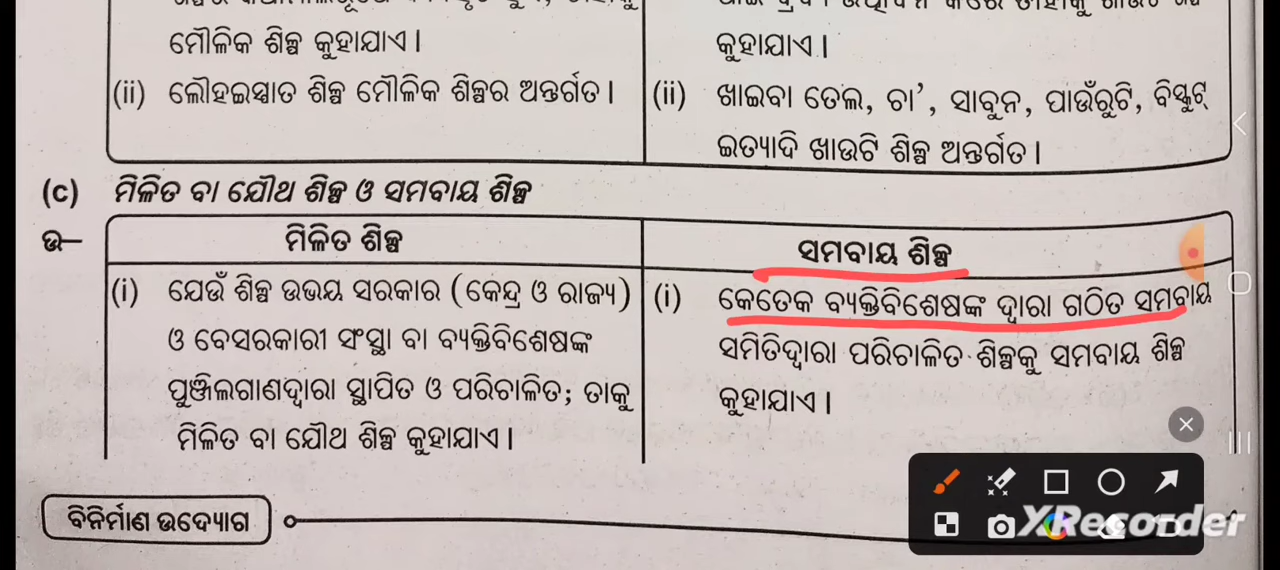 ମୌଳିକ ଶିଳ୍ପ କୁହାଯାଏ।
କୁହାଯାଏ।
(ii) ଲୌହଇସ୍ପାତ ଶିଳ୍ପ ମୌଳିକ ଶିଳ୍ପର ଅନ୍ତର୍ଗତ।
(ii) ଖାଇବା ତେଲ, ଚା', ସାବୁନ, ପାଉଁରୁଟି, ବିସ୍କୁଟ୍
ଇତ୍ୟାଦି ଖାଉଟି ଶିଳ୍ପ ଅନ୍ତର୍ଗତ।
(c) ମିଳିତ ବା ଯୌଥ ଶିଳ୍ପ ଓ ସମବାୟ ଶିଳ୍ପ
ଉ—
ମିଳିତ ଶିଳ୍ପ
(i) ଯେଉଁ ଶିଳ୍ପ ଉଭୟ ସରକାର (କେନ୍ଦ୍ର ଓ ରାଜ୍ୟ)
ଓ ବେସରକାରୀ ସଂସ୍ଥା ବା ବ୍ୟକ୍ତିବିଶେଷଙ୍କ
ପୁଞ୍ଜିଲଗାଣଦ୍ୱାରା ସ୍ଥାପିତ ଓ ପରିଚାଳିତ; ତାକୁ
ମିଳିତ ବା ଯୌଥ ଶିଳ୍ପ କୁହାଯାଏ।
ସମବାୟ ଶିଳ୍ପ
(i) କେତେକ ବ୍ୟକ୍ତିବିଶେଷଙ୍କ ଦ୍ୱାରା ଗଠିତ ସମବାୟ
ସମିତିଦ୍ୱାରା ପରିଚାଳିତ ଶିଳ୍ପକୁ ସମବାୟ ଶିଳ୍ପ
କୁହାଯାଏ।
ବିନିର୍ମାଣ ଉଦ୍ୟୋଗ
XRecorder